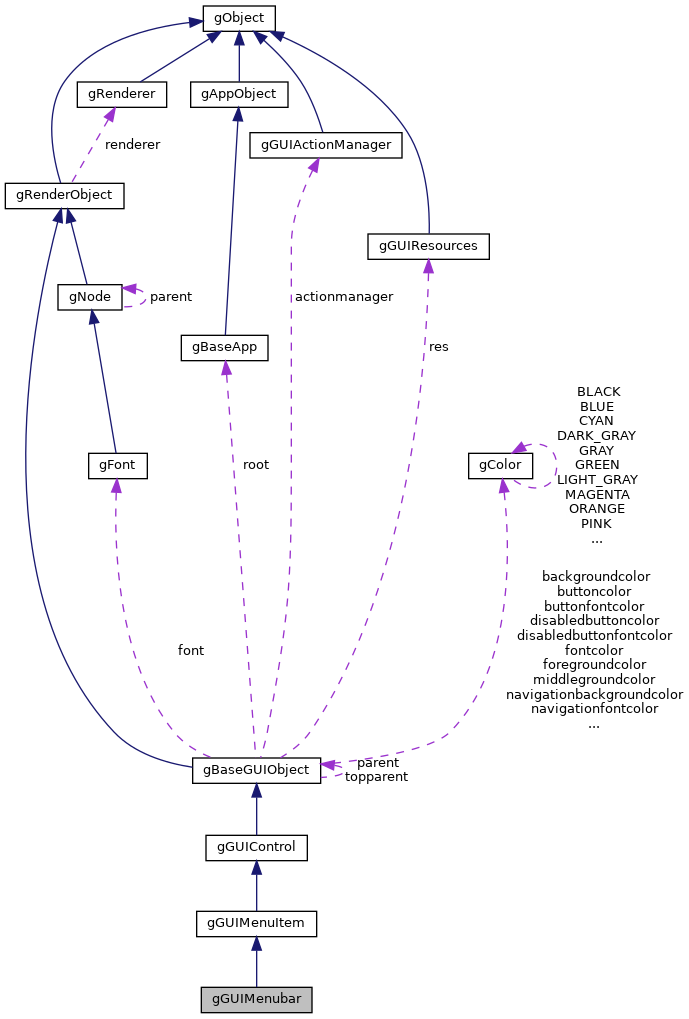 gObject
gRenderer
gAppObject
renderer
gGUIActionManager
gRenderObject
gGUIResources
gNode
parent
actionmanager
gBaseApp
res
BLACK
BLUE
CYAN
DARK_GRAY
GRAY
GREEN
LIGHT_GRAY
MAGENTA
ORANGE
PINK
...
gFont
root
gColor
backgroundcolor
buttoncolor
buttonfontcolor
disabledbuttoncolor
disabledbuttonfontcolor
fontcolor
foregroundcolor
middlegroundcolor
navigationbackgroundcolor
navigationfontcolor
...
font
gBaseGUIObject
parent
topparent
gGUIControl
gGUIMenuItem
gGUIMenubar